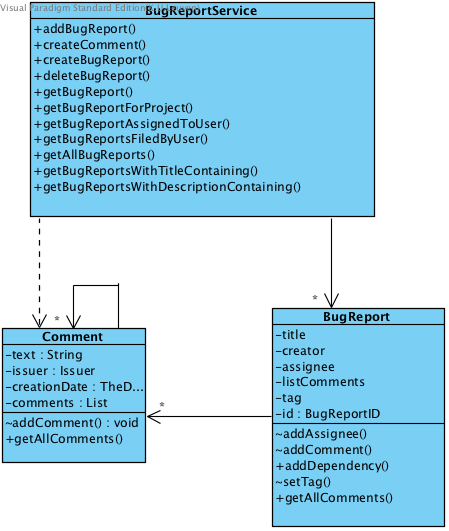 Visual Paradigm Standard Edition
BugReportService
+addBugReport()
+createComment()
+createBugReport()
+deleteBugReport()
+getBugReport()
+getBugReportForProject()
+getBugReportAssignedToUser()
+getBugReportsFiledByUser()
+getAllBugReports()
+getBugReportsWithTitleContaining()
+getBugReportsWithDescriptionContaining()
*
*
Comment
-text : String
-issuer : Issuer
-creationDate : TheD...
-comments : List
~addComment() : void
+getAllComments()
*
BugReport
-title
-creator
-assignee
-listComments
-tag
-id : BugReportID
~addAssignee()
~addComment()
+addDependency()
~setTag()
+getAllComments()